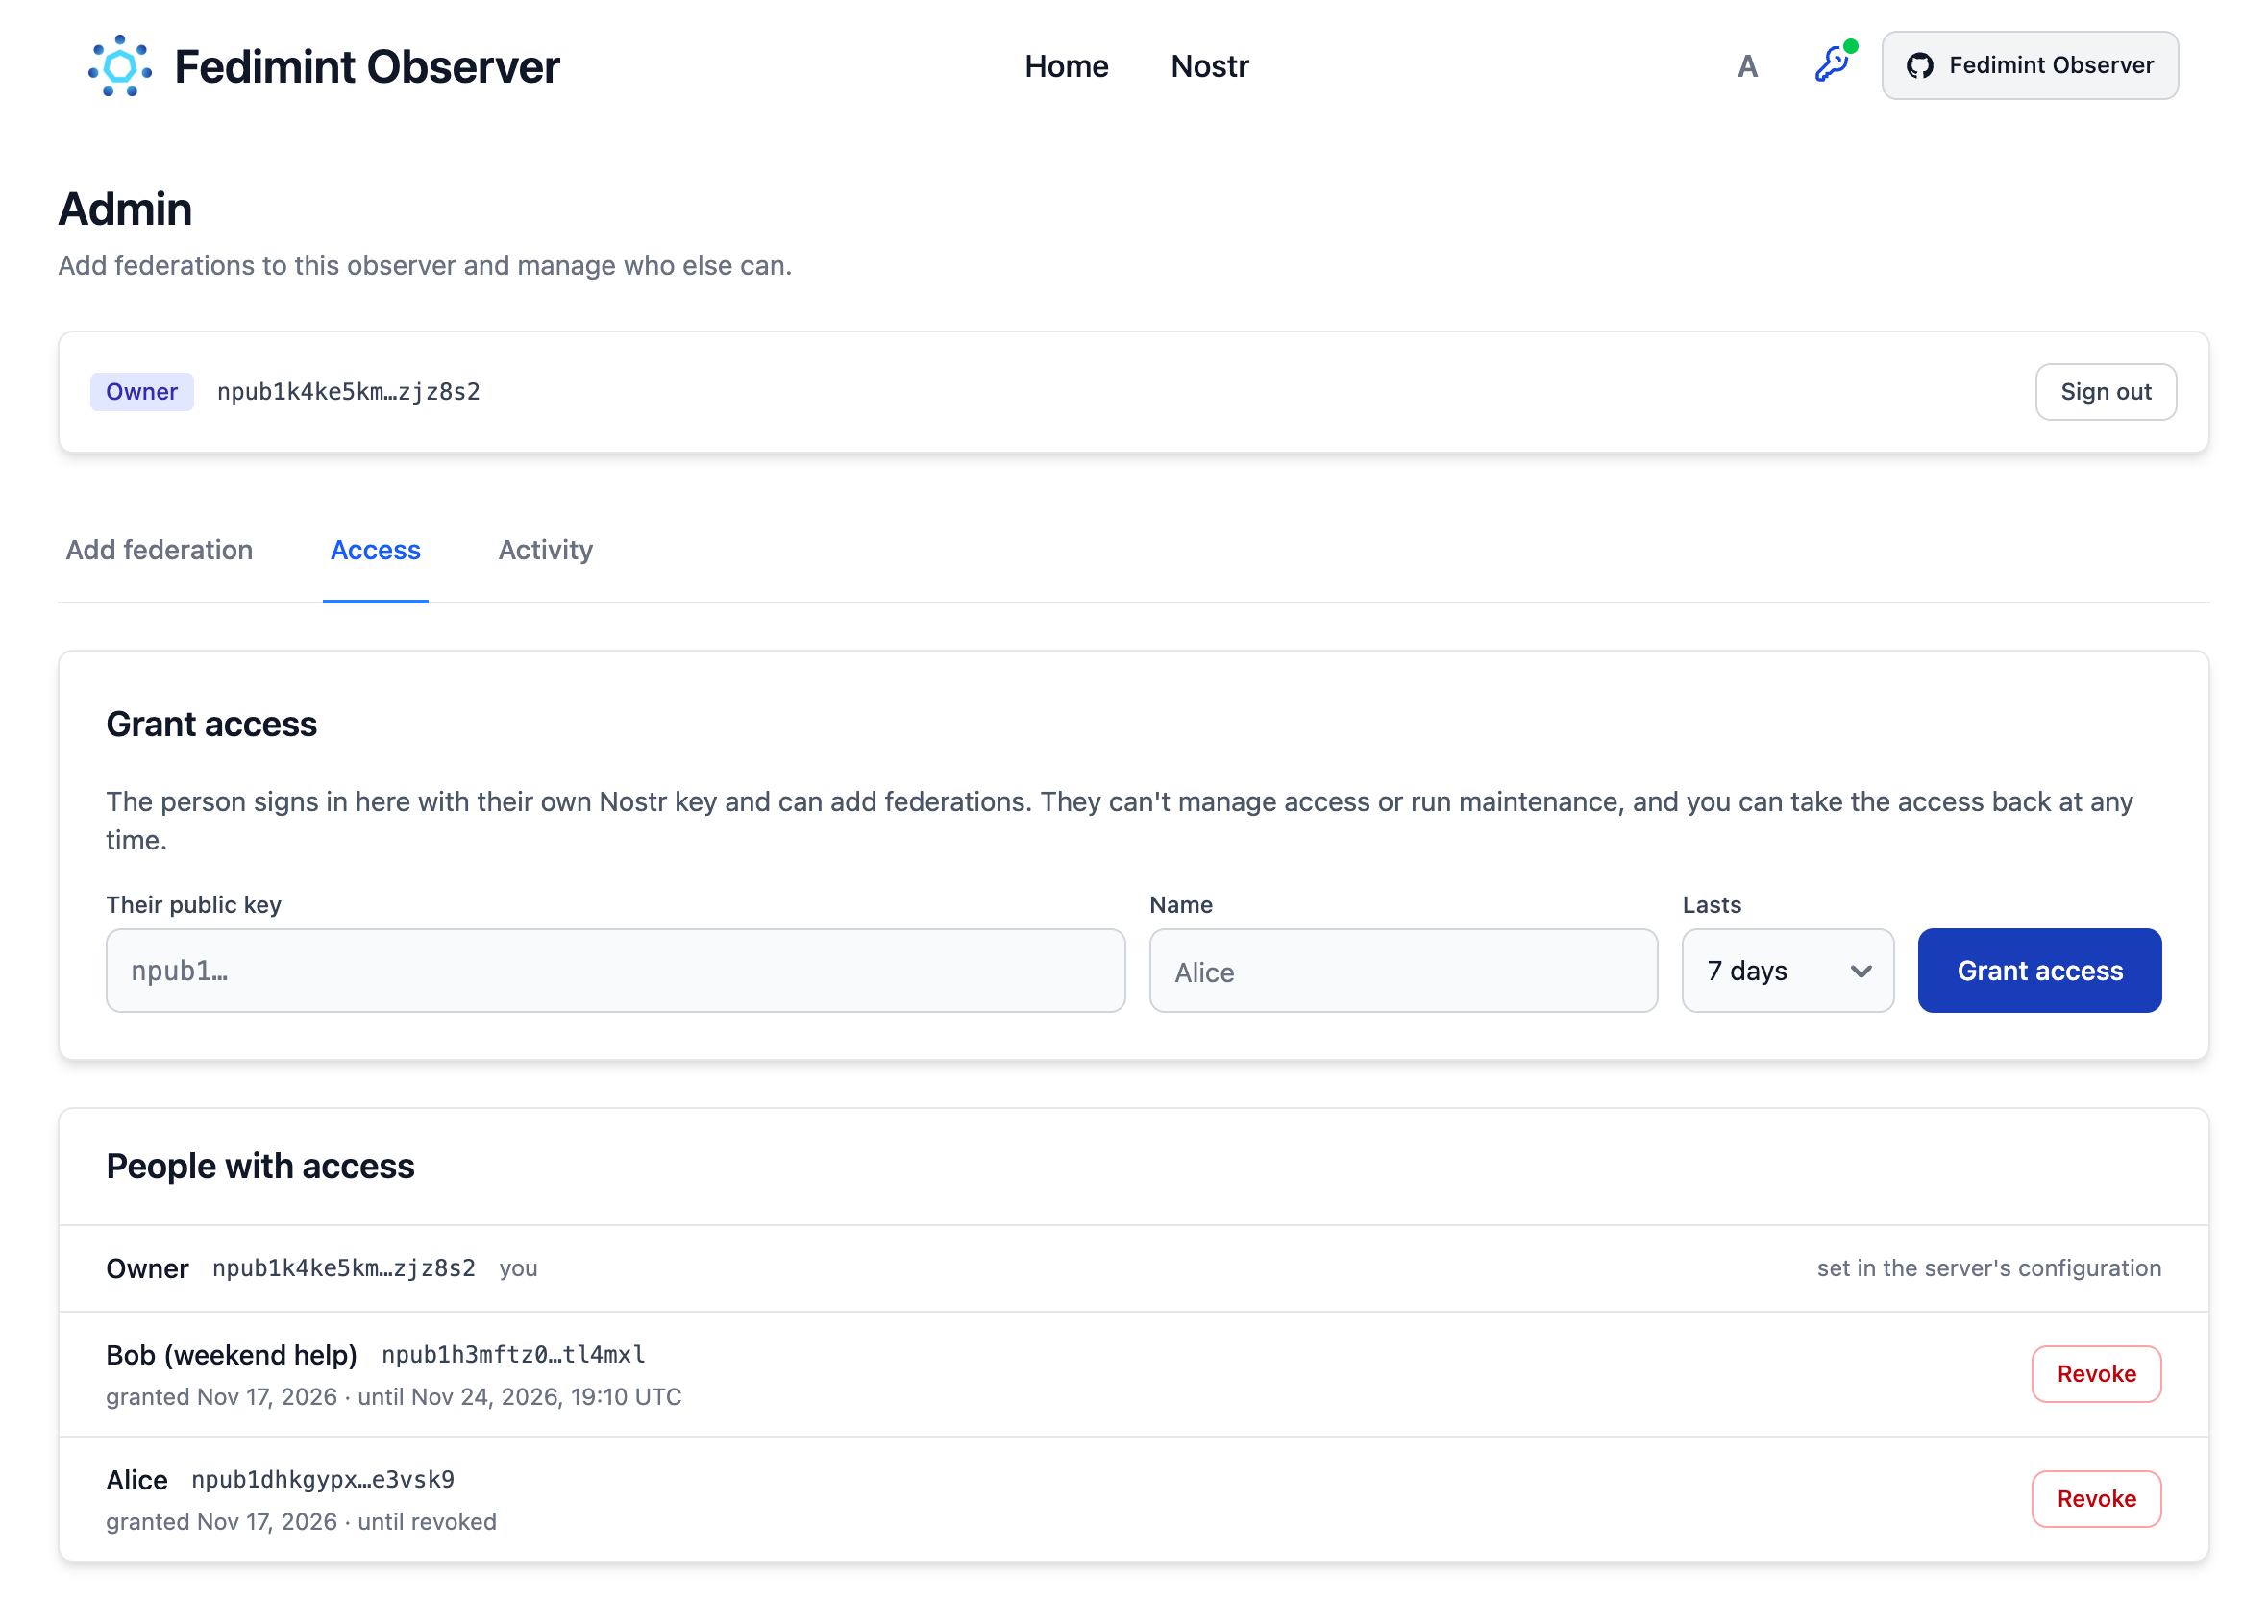 Fedimint Observer
Home
Nostr
A
Fedimint Observer
Admin
Add federations to this observer and manage who else can.
Owner
npub1k4ke5km…zjz8s2
Sign out
Add federation
Access
Activity
Grant access
The person signs in here with their own Nostr key and can add federations. They can't manage access or run maintenance, and you can take the access back at any
time.
Their public key
Name
Lasts
npub1…
Alice
7 days
Grant access
People with access
Owner npub1k4ke5km…zjz8s2 you
set in the server's configuration
Bob (weekend help) npub1h3mftz0…tl4mxl
granted Nov 17, 2026 · until Nov 24, 2026, 19:10 UTC
Revoke
Alice npub1dhkgypx…e3vsk9
granted Nov 17, 2026 · until revoked
Revoke